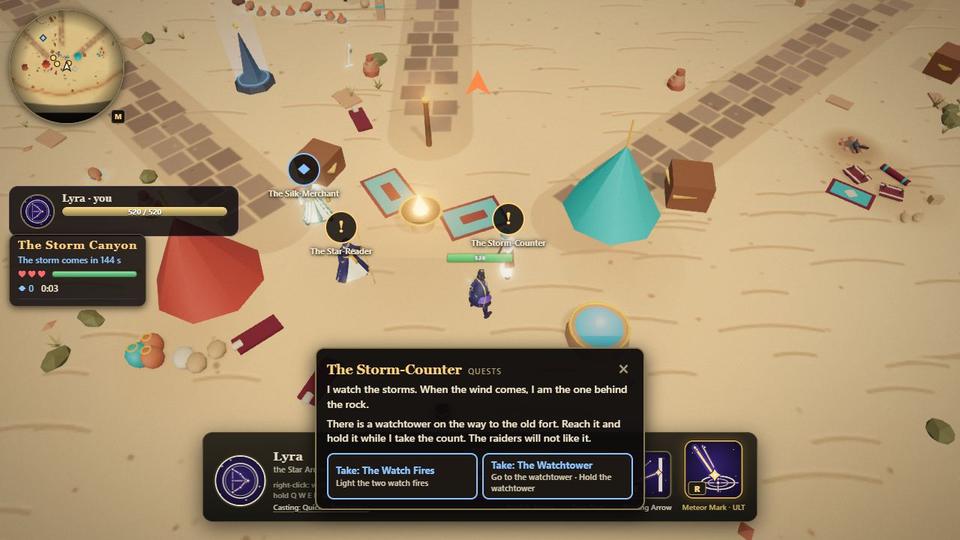 M
Lyra · you
520 / 520
The Storm Canyon
The storm comes in 144 s
0 0:03
The Silk-Merchant
!
The Star-Reader
!
The Storm-Counter
520
The Storm-Counter QUESTS ×
I watch the storms. When the wind comes, I am the one behind
the rock.
There is a watchtower on the way to the old fort. Reach it and
hold it while I take the count. The raiders will not like it.
Take: The Watch Fires
Light the two watch fires
Take: The Watchtower
Go to the watchtower · Hold the
watchtower
Lyra
the Star
right-click:
hold Q W E
Casting:
Arrow
R
Meteor Mark · ULT